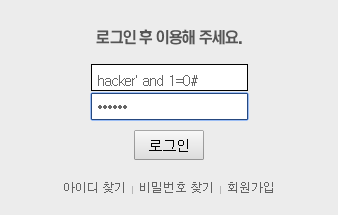 로그인 후 이용해 주세요.
hacker' and 1=0#
••••••
로그인
아이디 찾기 | 비밀번호 찾기 | 회원가입